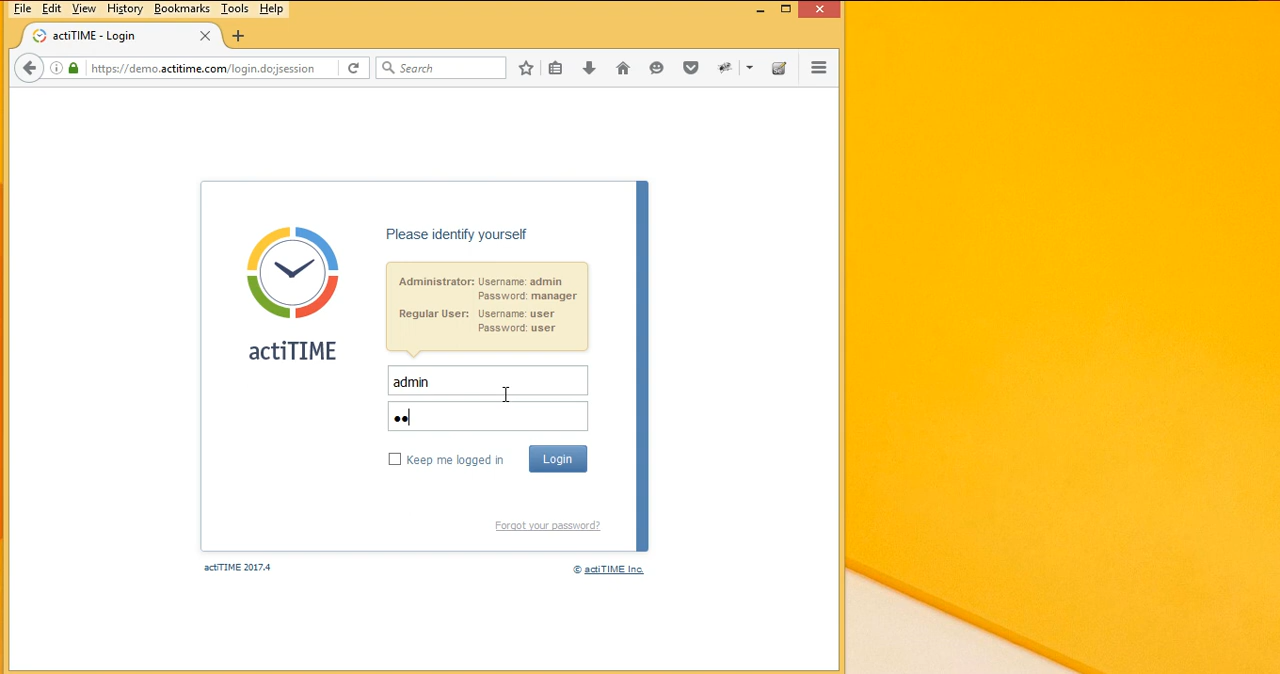 File Edit View History Bookmarks Tools Help
actiTIME - Login
https://demo.actitime.com/login.do;jsession
Search
Please identify yourself
Administrator: Username: admin
Password: manager
Regular User: Username: user
Password: user
actiTIME
admin
●●
Keep me logged in
Login
Forgot your password?
actiTIME 2017.4
© actiTIME Inc.